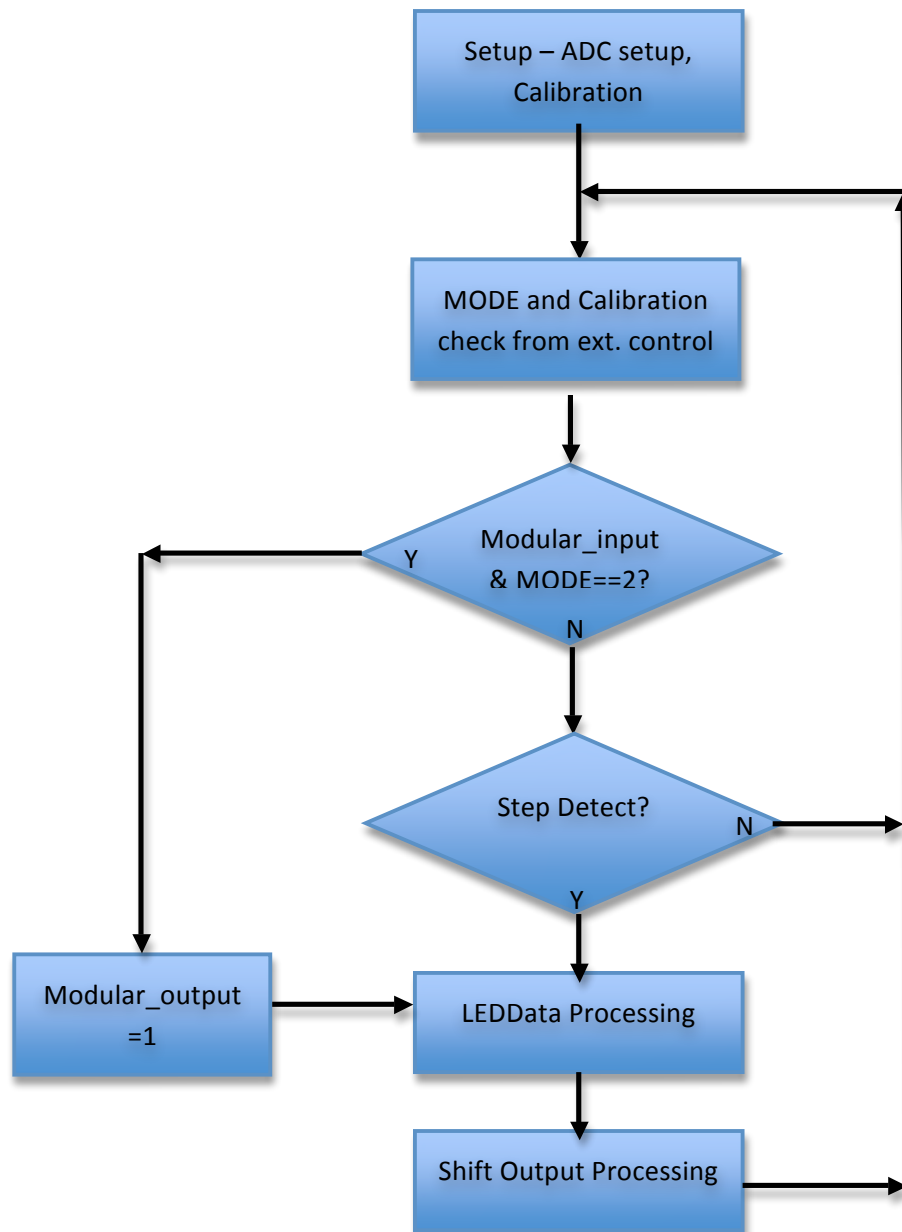 Setup – ADC setup,
Calibration
MODE and Calibration
check from ext. control
Modular_input
& MODE==2?
Y
N
Step Detect?
N
Y
Modular_output
=1
LEDData Processing
Shift Output Processing